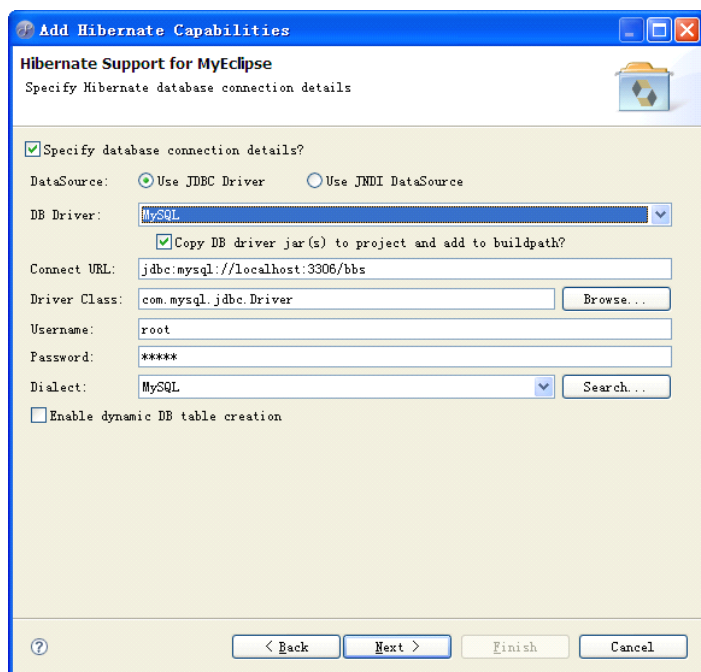 Add Hibernate Capabilities
Hibernate Support for MyEclipse
Specify Hibernate database connection details
Specify database connection details?
DataSource: Use JDBC Driver Use JNDI DataSource
DB Driver: MySQL
Copy DB driver jar(s) to project and add to buildpath?
Connect URL: jdbc:mysql://localhost:3306/bbs
Driver Class: com.mysql.jdbc.Driver Browse...
Username: root
Password: *****
Dialect: MySQL Search...
Enable dynamic DB table creation
? < Back Next > Finish Cancel